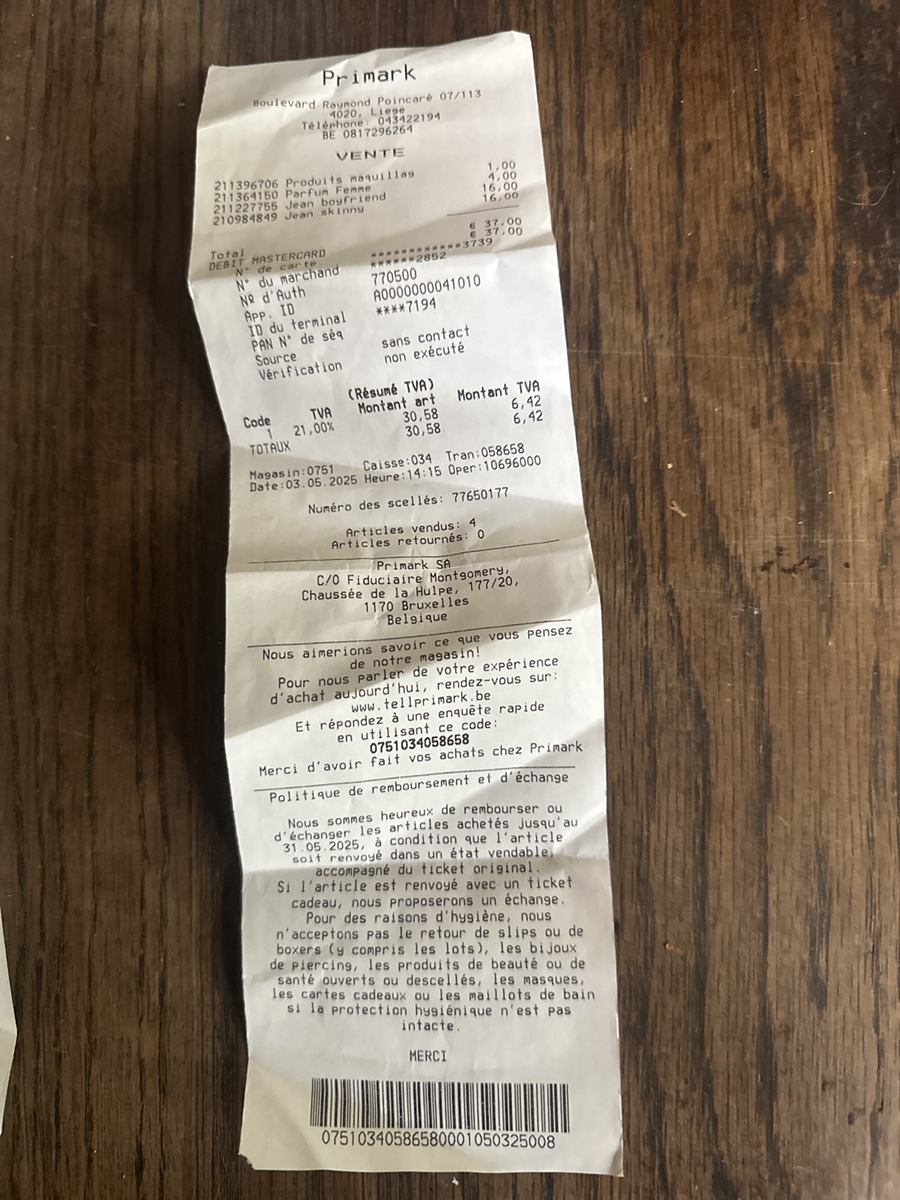 Primark
Boulevard Raymond Poincaré 07/113
4020, Liege
Téléphone: 043422194
BE 0817296264
VENTE
211396706 Produits maquillag 1,00
211364150 Parfum Femme 4,00
211227755 Jean boyfriend 16,00
210984849 Jean skinny 16,00
Total € 37,00
DEBIT MASTERCARD € 37,00
N° de carte ************3739
N° du marchand ******2852
Nº d'Auth 770500
App. ID A0000000041010
ID du terminal ****7194
PAN N° de séq
Source sans contact
Vérification non exécuté
(Résumé TVA)
Code TVA Montant art Montant TVA
1 21,00% 30,58 6,42
TOTAUX 30,58 6,42
Magasin:0751 Caisse:034 Tran:058658
Date:03.05.2025 Heure:14:15 Oper:10696000
Numéro des scellés: 77650177
Articles vendus: 4
Articles retournés: 0
Primark SA
C/O Fiduciaire Montgomery,
Chaussée de la Hulpe, 177/20,
1170 Bruxelles
Belgique
Nous aimerions savoir ce que vous pensez
de notre magasin!
Pour nous parler de votre expérience
d'achat aujourd'hui, rendez-vous sur:
www.tellprimark.be
Et répondez à une enquête rapide
en utilisant ce code:
0751034058658
Merci d'avoir fait vos achats chez Primark
Politique de remboursement et d'échange
Nous sommes heureux de rembourser ou
d'échanger les articles achetés jusqu'au
31.05.2025, à condition que l'article
soit renvoyé dans un état vendable,
accompagné du ticket original.
Si l'article est renvoyé avec un ticket
cadeau, nous proposerons un échange.
Pour des raisons d'hygiène, nous
n'acceptons pas le retour de slips ou de
boxers (y compris les lots), les bijoux
de piercing, les produits de beauté ou de
santé ouverts ou descellés, les masques,
les cartes cadeaux ou les maillots de bain
si la protection hygiénique n'est pas
intacte.
MERCI
07510340586580001050325008